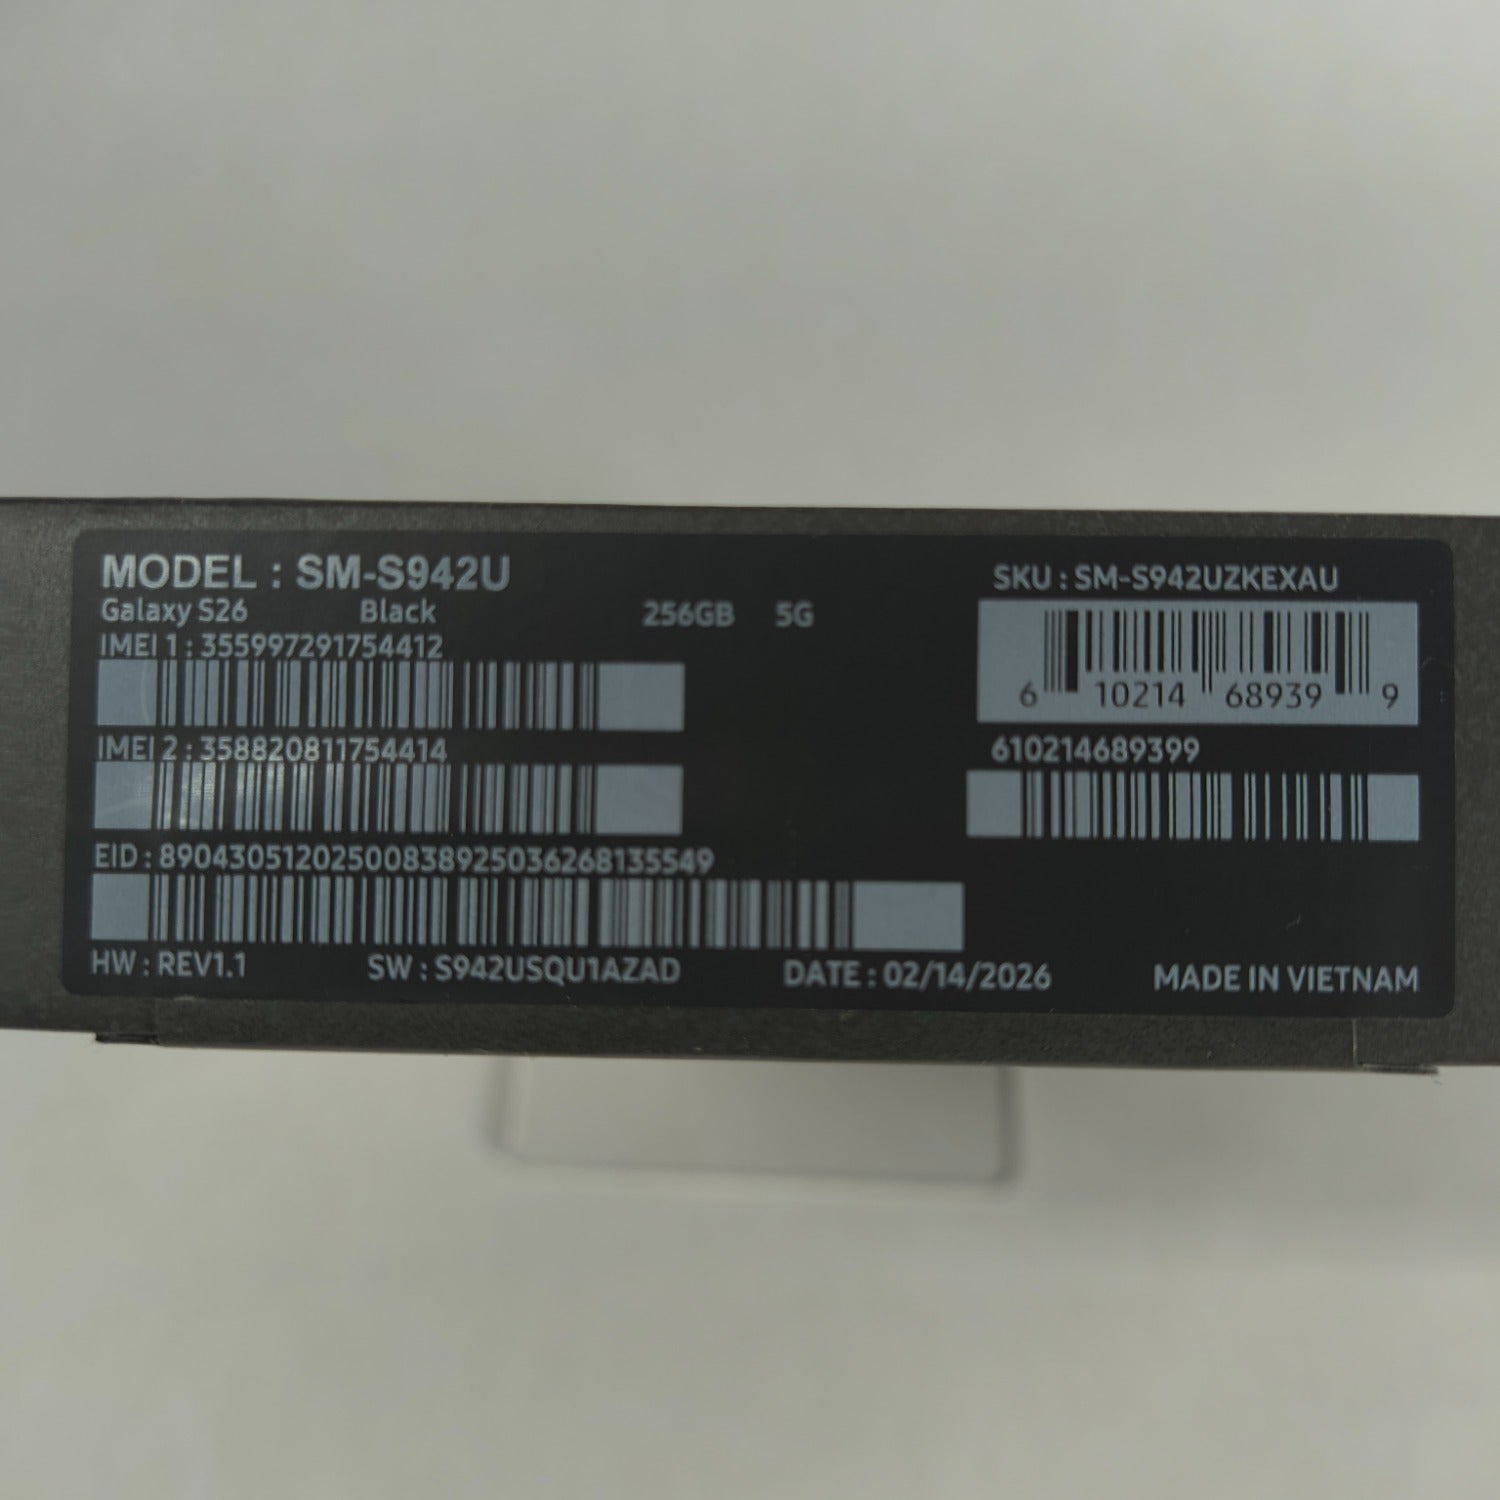 MODEL : SM-S942U
Galaxy S26 Black 256GB 5G
IMEI 1 : 355997291754412
IMEI 2 : 358820811754414
EID : 89043051202500838925036268135549
HW : REV1.1 SW : S942USQU1AZAD DATE : 02/14/2026 MADE IN VIETNAM
SKU : SM-S942UZKEXAU
6 10214 68939 9
610214689399